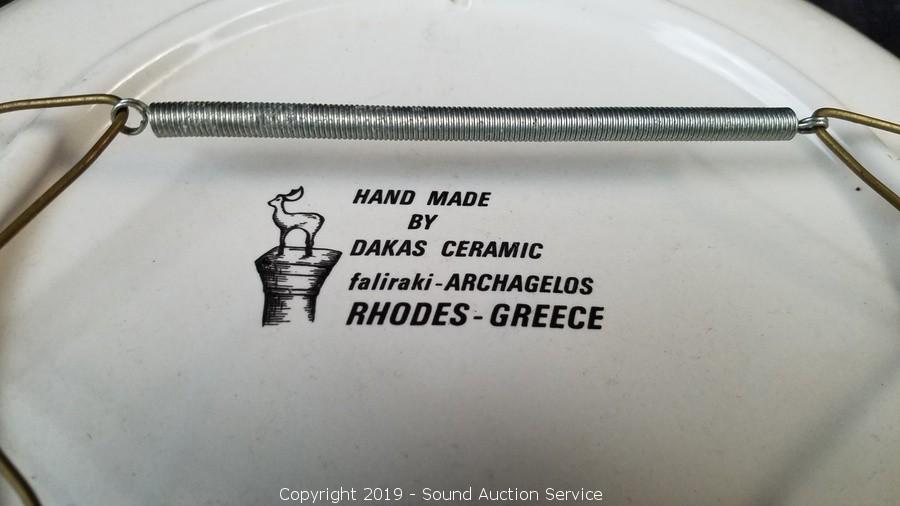 HAND MADE
BY
DAKAS CERAMIC
faliraki-ARCHAGELOS
RHODES-GREECE
Copyright 2019 - Sound Auction Service